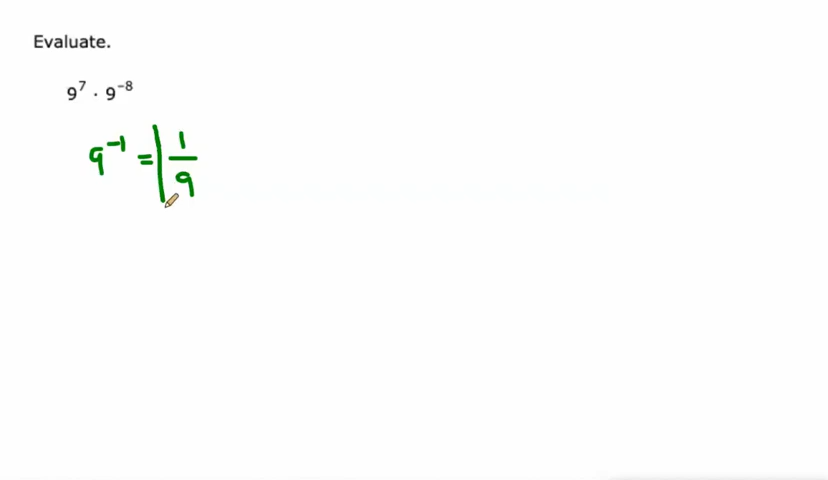 Evaluate.
9⁷ · 9⁻⁸
9⁻¹ = 1/9